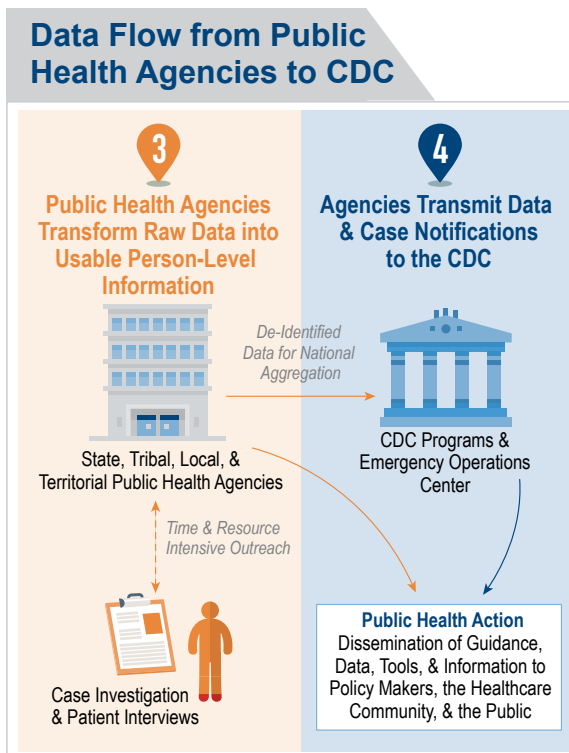 Data Flow from Public
Health Agencies to CDC
3
Public Health Agencies
Transform Raw Data into
Usable Person-Level
Information
State, Tribal, Local, &
Territorial Public Health Agencies
Time & Resource
Intensive Outreach
Case Investigation
& Patient Interviews
De-Identified
Data for National
Aggregation
4
Agencies Transmit Data
& Case Notifications
to the CDC
CDC Programs &
Emergency Operations
Center
Public Health Action
Dissemination of Guidance,
Data, Tools, & Information to
Policy Makers, the Healthcare
Community, & the Public